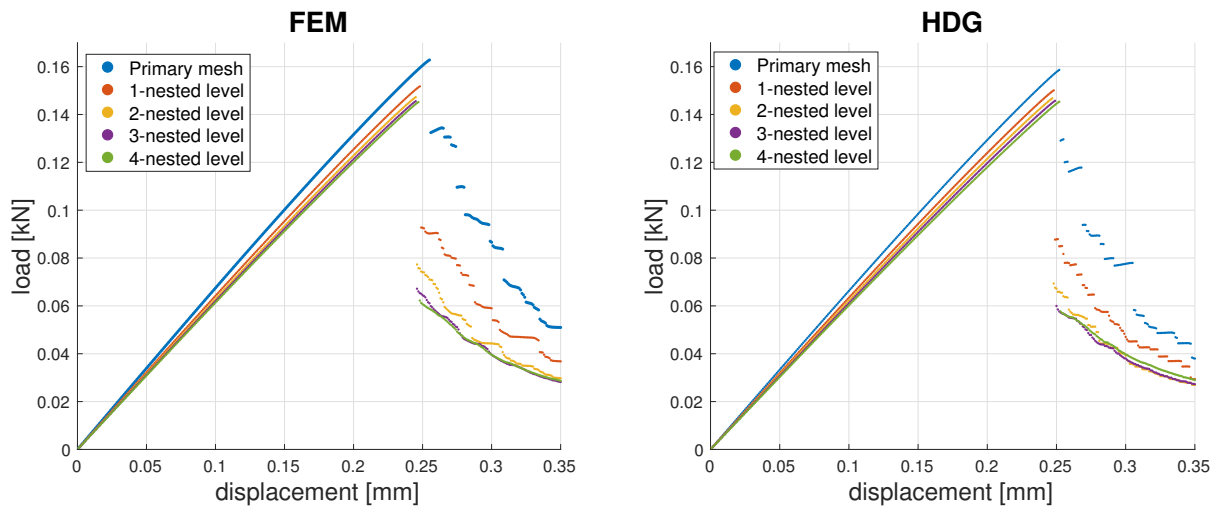 FEM
load [kN]
0.16
0.14
0.12
0.1
0.08
0.06
0.04
0.02
0
Primary mesh
1-nested level
2-nested level
3-nested level
4-nested level
0 0.05 0.1 0.15 0.2 0.25 0.3 0.35
displacement [mm]
HDG
load [kN]
0.16
0.14
0.12
0.1
0.08
0.06
0.04
0.02
0
Primary mesh
1-nested level
2-nested level
3-nested level
4-nested level
0 0.05 0.1 0.15 0.2 0.25 0.3 0.35
displacement [mm]